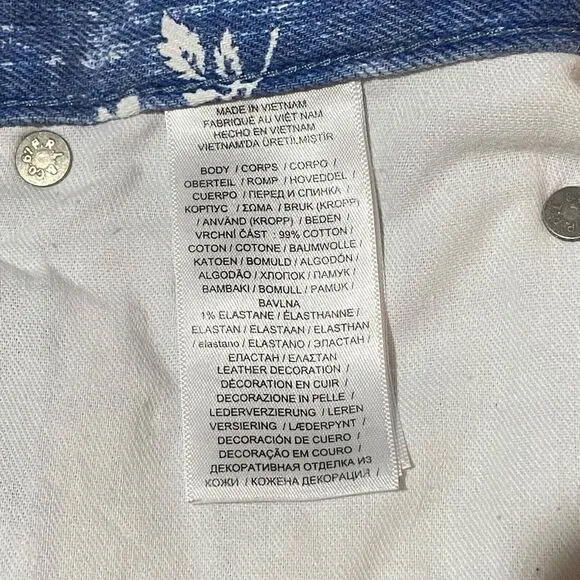 MADE IN VIETNAM
FABRIQUÉ AU VIÊT NAM
HECHO EN VIETNAM
VIETNAM'DA ÜRETİLMİŞTİR
BODY / CORPS / CORPO /
OBERTEIL / ROMP / HOVEDDEL /
CUERPO / ПЕРЕД И СПИНКА /
КОРПУС / ΣΩΜΑ / BRUK (KROPP)
/ ANVÄND (KROPP) / BEDEN /
VRCHNÍ ČÁST : 99% COTTON /
COTON / COTONE / BAUMWOLLE /
KATOEN / BOMULD / ALGODÓN /
ALGODÃO / ХЛОПОК / ПАМУК /
BAMBAKI / BOMULL / PAMUK /
BAVLNA
1% ELASTANE / ÉLASTHANNE /
ELASTAN / ELASTAAN / ELASTHAN
/ elastano / ELASTANO / ЭЛАСТАН /
ЕЛАСТАН / ΕΛΑΣΤΑΝ
LEATHER DECORATION /
DÉCORATION EN CUIR /
DECORAZIONE IN PELLE /
LEDERVERZIERUNG / LEREN
VERSIERING / LÆDERPYNT /
DECORACIÓN DE CUERO /
DECORAÇÃO EM COURO /
ДЕКОРАТИВНАЯ ОТДЕЛКА ИЗ
КОЖИ / КОЖЕНА ДЕКОРАЦИЯ /